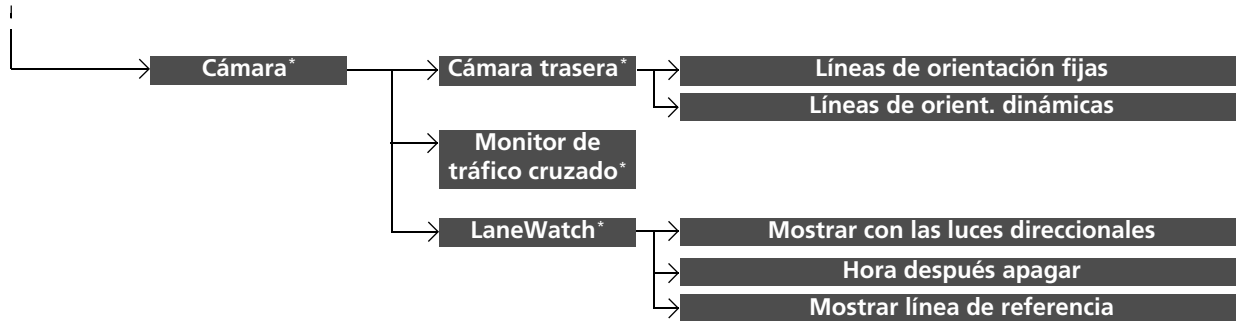 Cámara*
Cámara trasera*
Líneas de orientación fijas
Líneas de orient. dinámicas
Monitor de
tráfico cruzado*
LaneWatch*
Mostrar con las luces direccionales
Hora después apagar
Mostrar línea de referencia